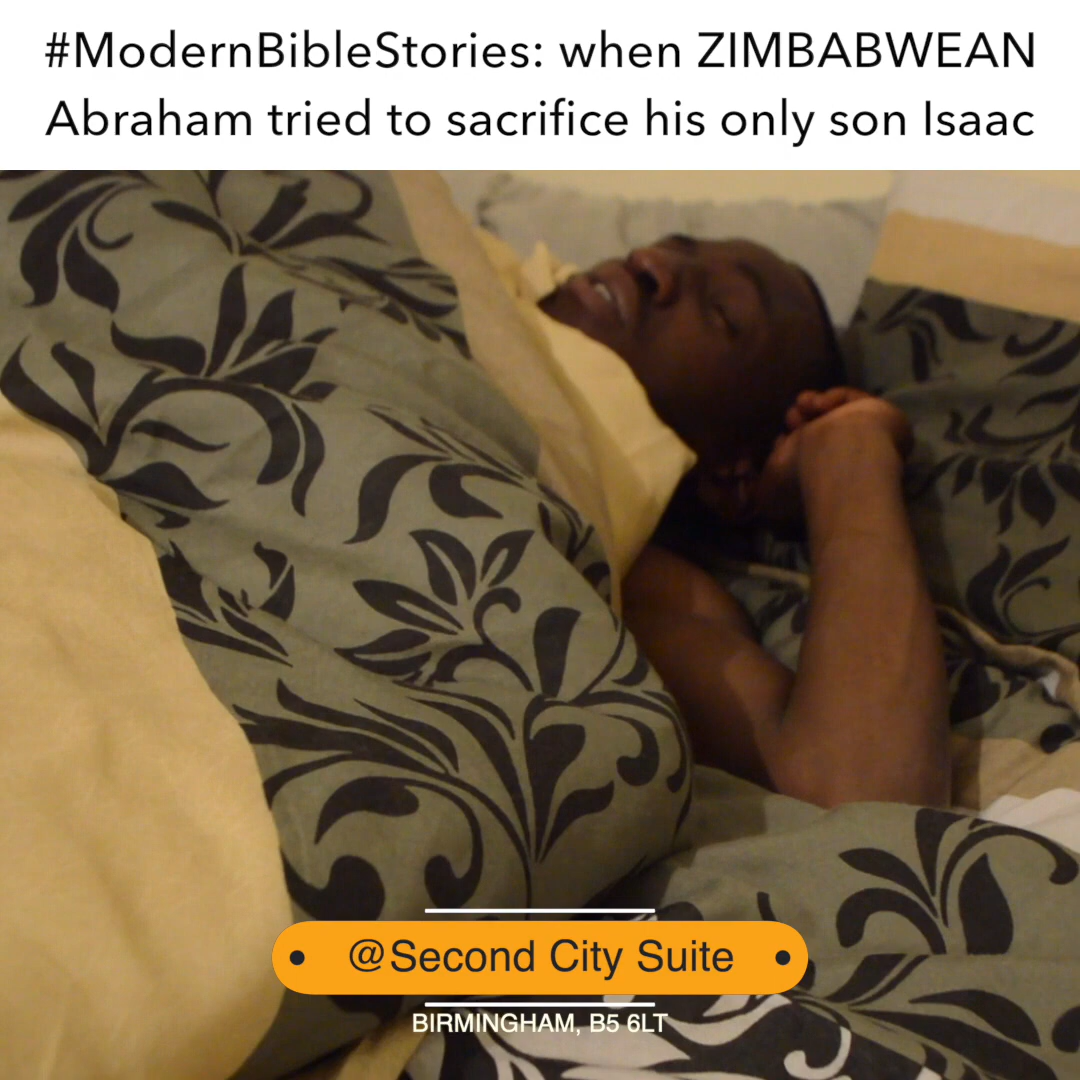 #ModernBibleStories: when ZIMBABWEAN
Abraham tried to sacrifice his only son Isaac
@Second City Suite
BIRMINGHAM, B5 6LT